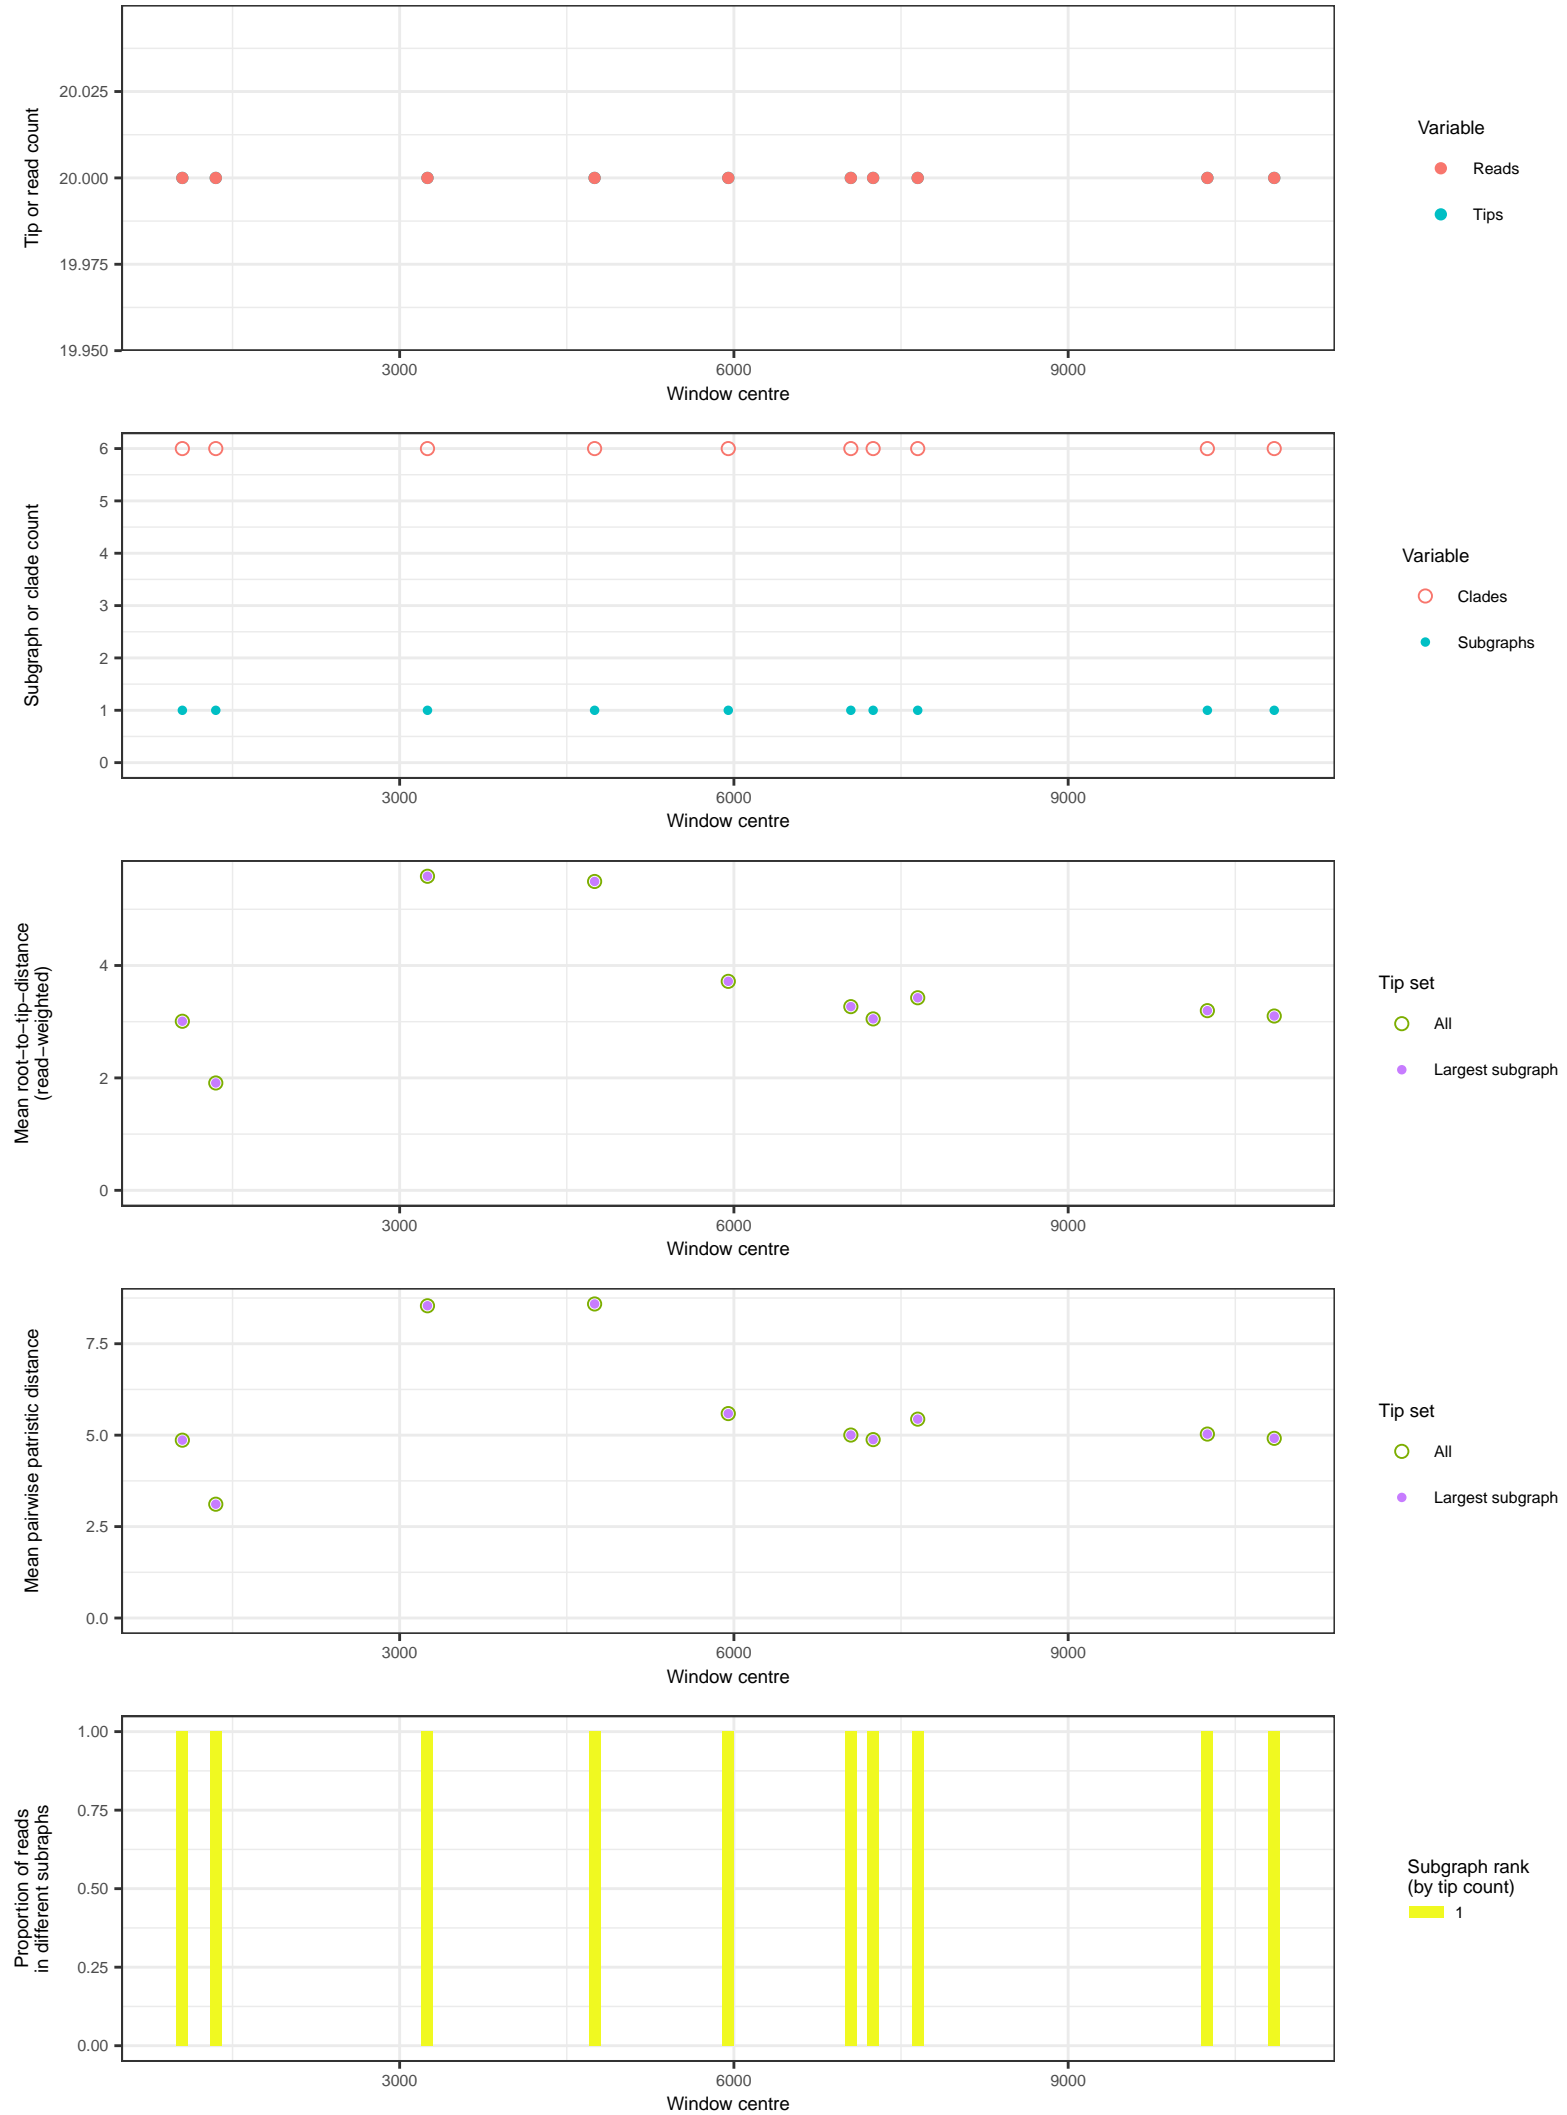 Tip or read count
20.025
20.000
19.975
19.950
3000 6000 9000
Window centre
Variable
Reads
Tips
Subgraph or clade count
6
5
4
3
2
1
0
3000 6000 9000
Window centre
Variable
Clades
Subgraphs
Mean root−to−tip−distance
(read−weighted)
4
2
0
3000 6000 9000
Window centre
Tip set
All
Largest subgraph
Mean pairwise patristic distance
7.5
5.0
2.5
0.0
3000 6000 9000
Window centre
Tip set
All
Largest subgraph
Proportion of reads
in different subraphs
1.00
0.75
0.50
0.25
0.00
3000 6000 9000
Window centre
Subgraph rank
(by tip count)
1